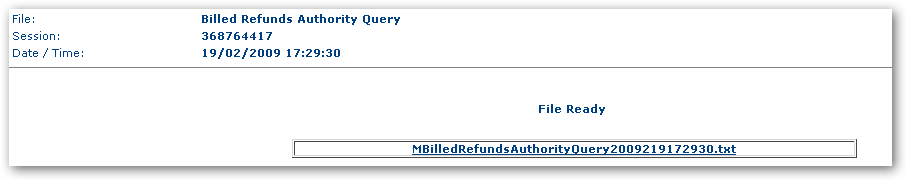 File: Billed Refunds Authority Query
Session: 368764417
Date / Time: 19/02/2009 17:29:30
File Ready
MBilledRefundsAuthorityQuery2009219172930.txt